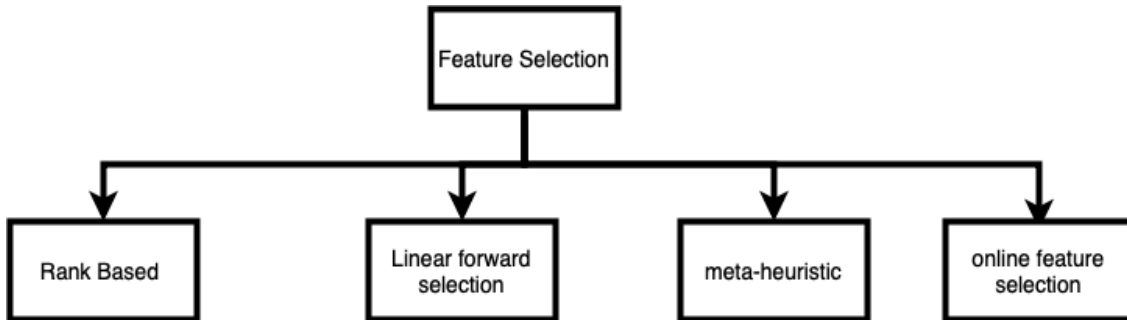 Feature Selection
Rank Based
Linear forward
selection
meta-heuristic
online feature
selection